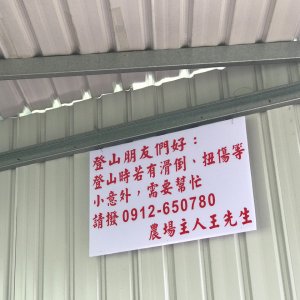 登山朋友們好：
登山時若有滑倒、扭傷等
小意外，需要幫忙
請撥 0912-650780
農場主人王先生